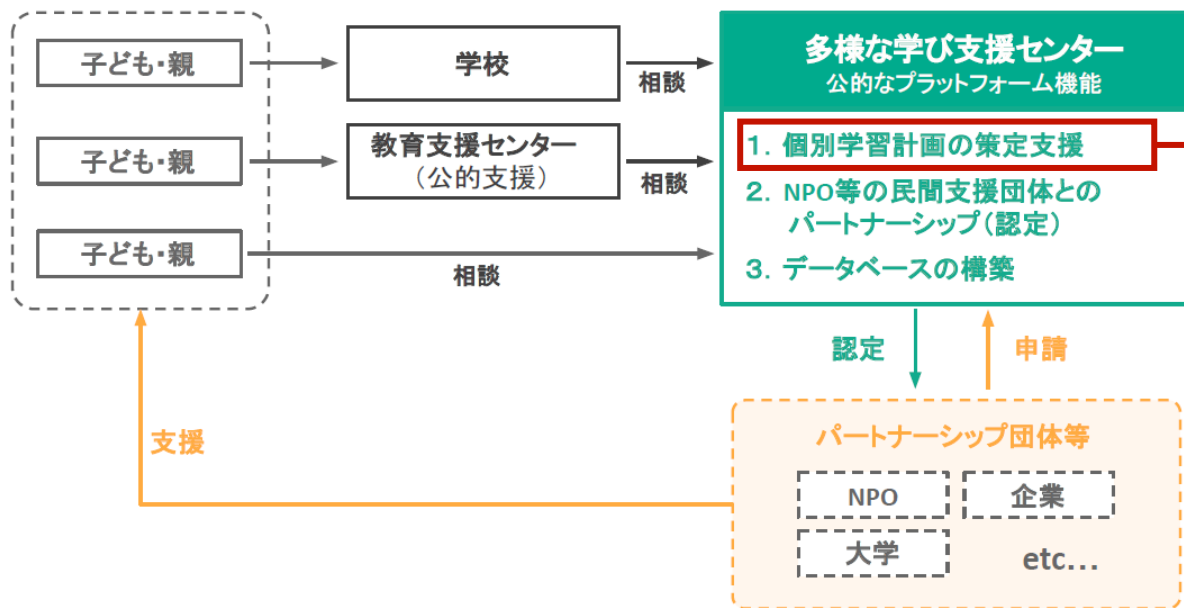 子ども・親
学校
相談
多様な学び支援センター
公的なプラットフォーム機能
子ども・親
教育支援センター
（公的支援）
相談
1. 個別学習計画の策定支援
2. NPO等の民間支援団体との
パートナーシップ（認定）
3. データベースの構築
子ども・親
相談
認定
申請
支援
パートナーシップ団体等
NPO
企業
大学
etc...